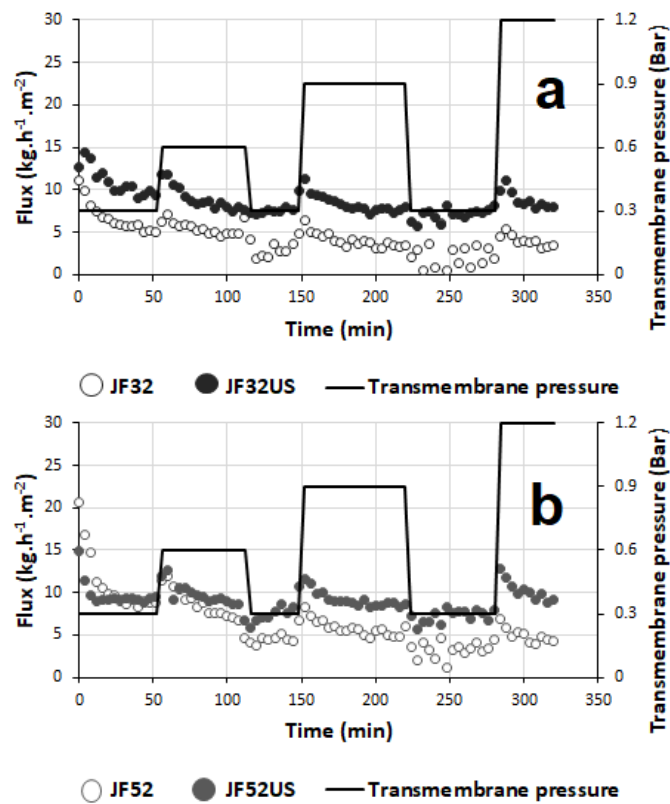 30
25
20
15
10
5
0
Flux (kg.h⁻¹.m⁻²)
a
1.2
0.9
0.6
0.3
0
Transmembrane pressure (Bar)
0 50 100 150 200 250 300 350
Time (min)
JF32 JF32US Transmembrane pressure
30
25
20
15
10
5
0
Flux (kg.h⁻¹.m⁻²)
b
1.2
0.9
0.6
0.3
0
Transmembrane pressure (Bar)
0 50 100 150 200 250 300 350
Time (min)
JF52 JF52US Transmembrane pressure